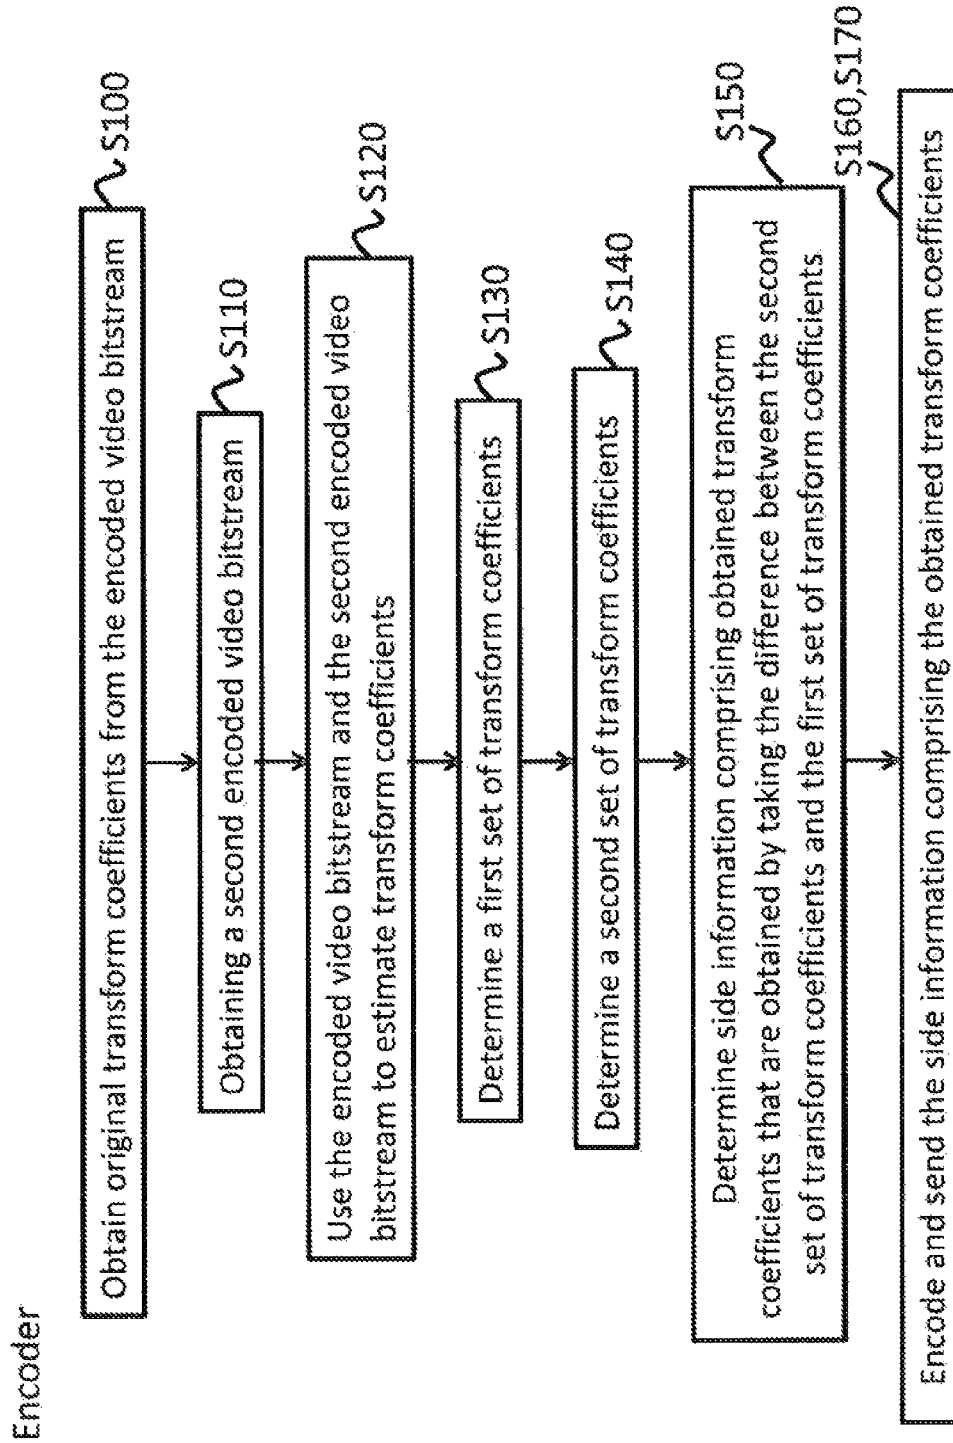 Encoder
Obtain original transform coefficients from the encoded video bitstream
S100
Obtaining a second encoded video bitstream
S110
Use the encoded video bitstream and the second encoded video
bitstream to estimate transform coefficients
S120
Determine a first set of transform coefficients
S130
Determine a second set of transform coefficients
S140
Determine side information comprising obtained transform
coefficients that are obtained by taking the difference between the second
set of transform coefficients and the first set of transform coefficients
S150
Encode and send the side information comprising the obtained transform coefficients
S160,S170